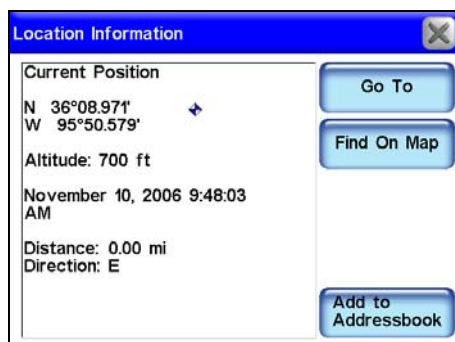 Location Information
Current Position
N 36°08.971'
W 95°50.579'
Altitude: 700 ft
November 10, 2006 9:48:03
AM
Distance: 0.00 mi
Direction: E
Go To
Find On Map
Add to
Addressbook